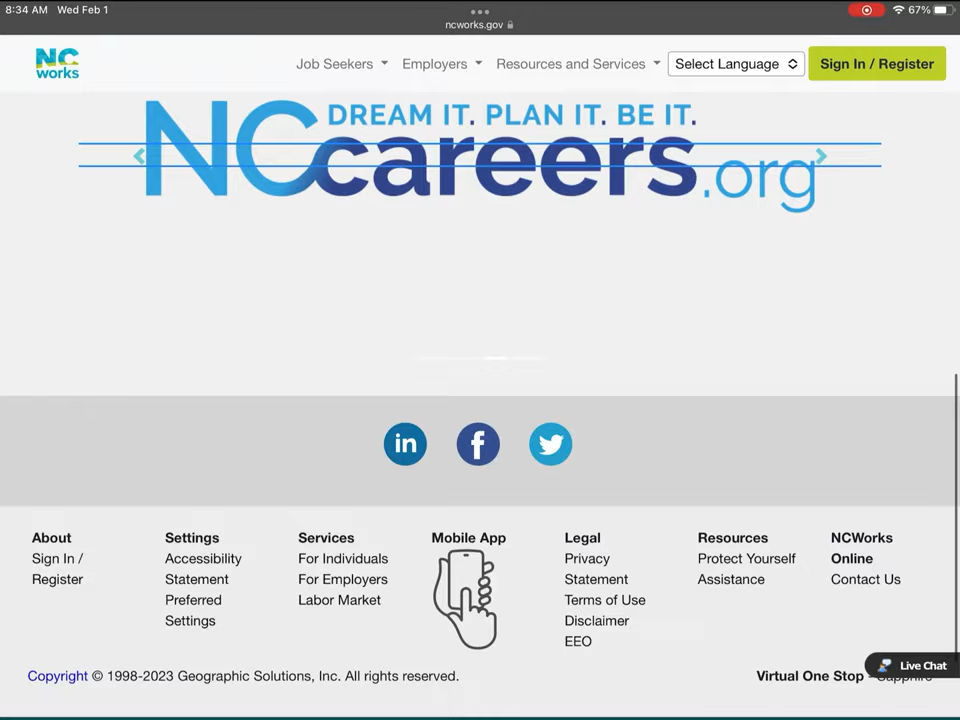 8:34 AM Wed Feb 1
67%
ncworks.gov
NC
works
Job Seekers
Employers
Resources and Services
Select Language
Sign In / Register
DREAM IT. PLAN IT. BE IT.
NCcareers.org
in
f
About
Sign In /
Register
Settings
Accessibility
Statement
Preferred
Settings
Services
For Individuals
For Employers
Labor Market
Mobile App
Legal
Privacy
Statement
Terms of Use
Disclaimer
EEO
Resources
Protect Yourself
Assistance
NCWorks
Online
Contact Us
Live Chat
Copyright © 1998-2023 Geographic Solutions, Inc. All rights reserved.
Virtual One Stop - Sapphire